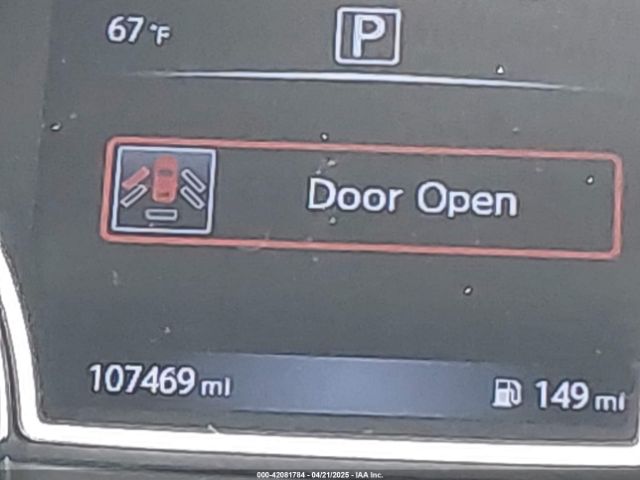 67°F
P
Door Open
107469 mi
149 mi
000-42081784 - 04/21/2025 - IAA Inc.